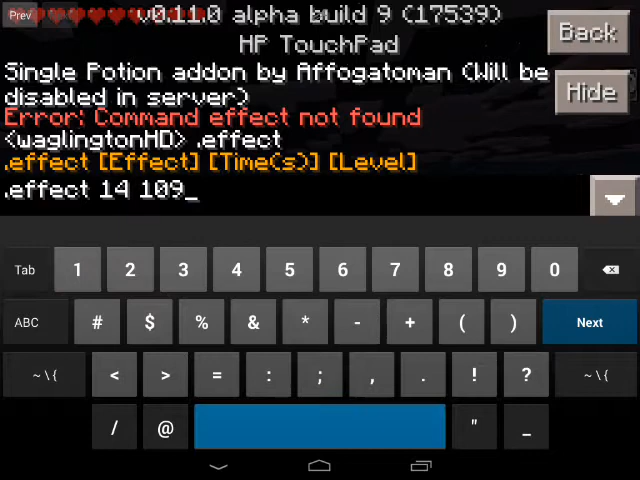 Prev
v0.11.0 alpha build 9 (17539)
HP TouchPad
Back
Single Potion addon by Affogatoman (Will be
disabled in server)
Hide
Error: Command effect not found
<waglingtonHD> .effect
.effect [Effect] [Time(s)] [Level]
.effect 14 109_
Tab 1 2 3 4 5 6 7 8 9 0
ABC # $ % & * - + ( ) Next
~ \ { < > = : ; , . ! ? ~ \ {
/ @ " _